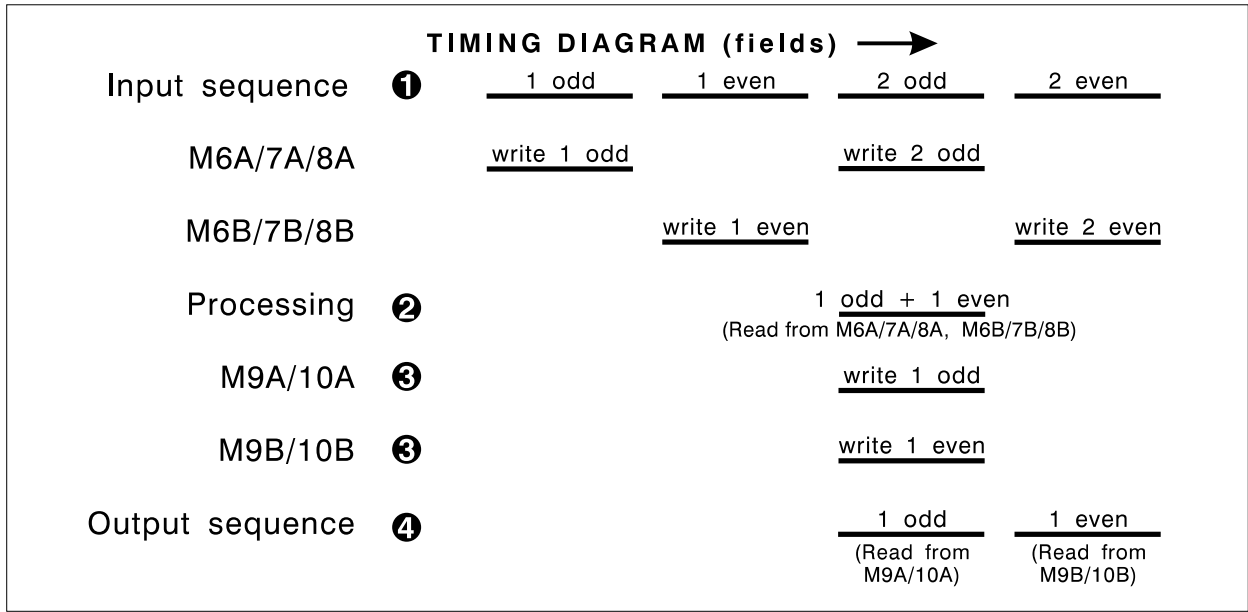 TIMING DIAGRAM (fields)
Input sequence ❶ 1 odd 1 even 2 odd 2 even
M6A/7A/8A write 1 odd write 2 odd
M6B/7B/8B write 1 even write 2 even
Processing ❷ 1 odd + 1 even
(Read from M6A/7A/8A, M6B/7B/8B)
M9A/10A ❸ write 1 odd
M9B/10B ❸ write 1 even
Output sequence ❹ 1 odd 1 even
(Read from (Read from
M9A/10A) M9B/10B)